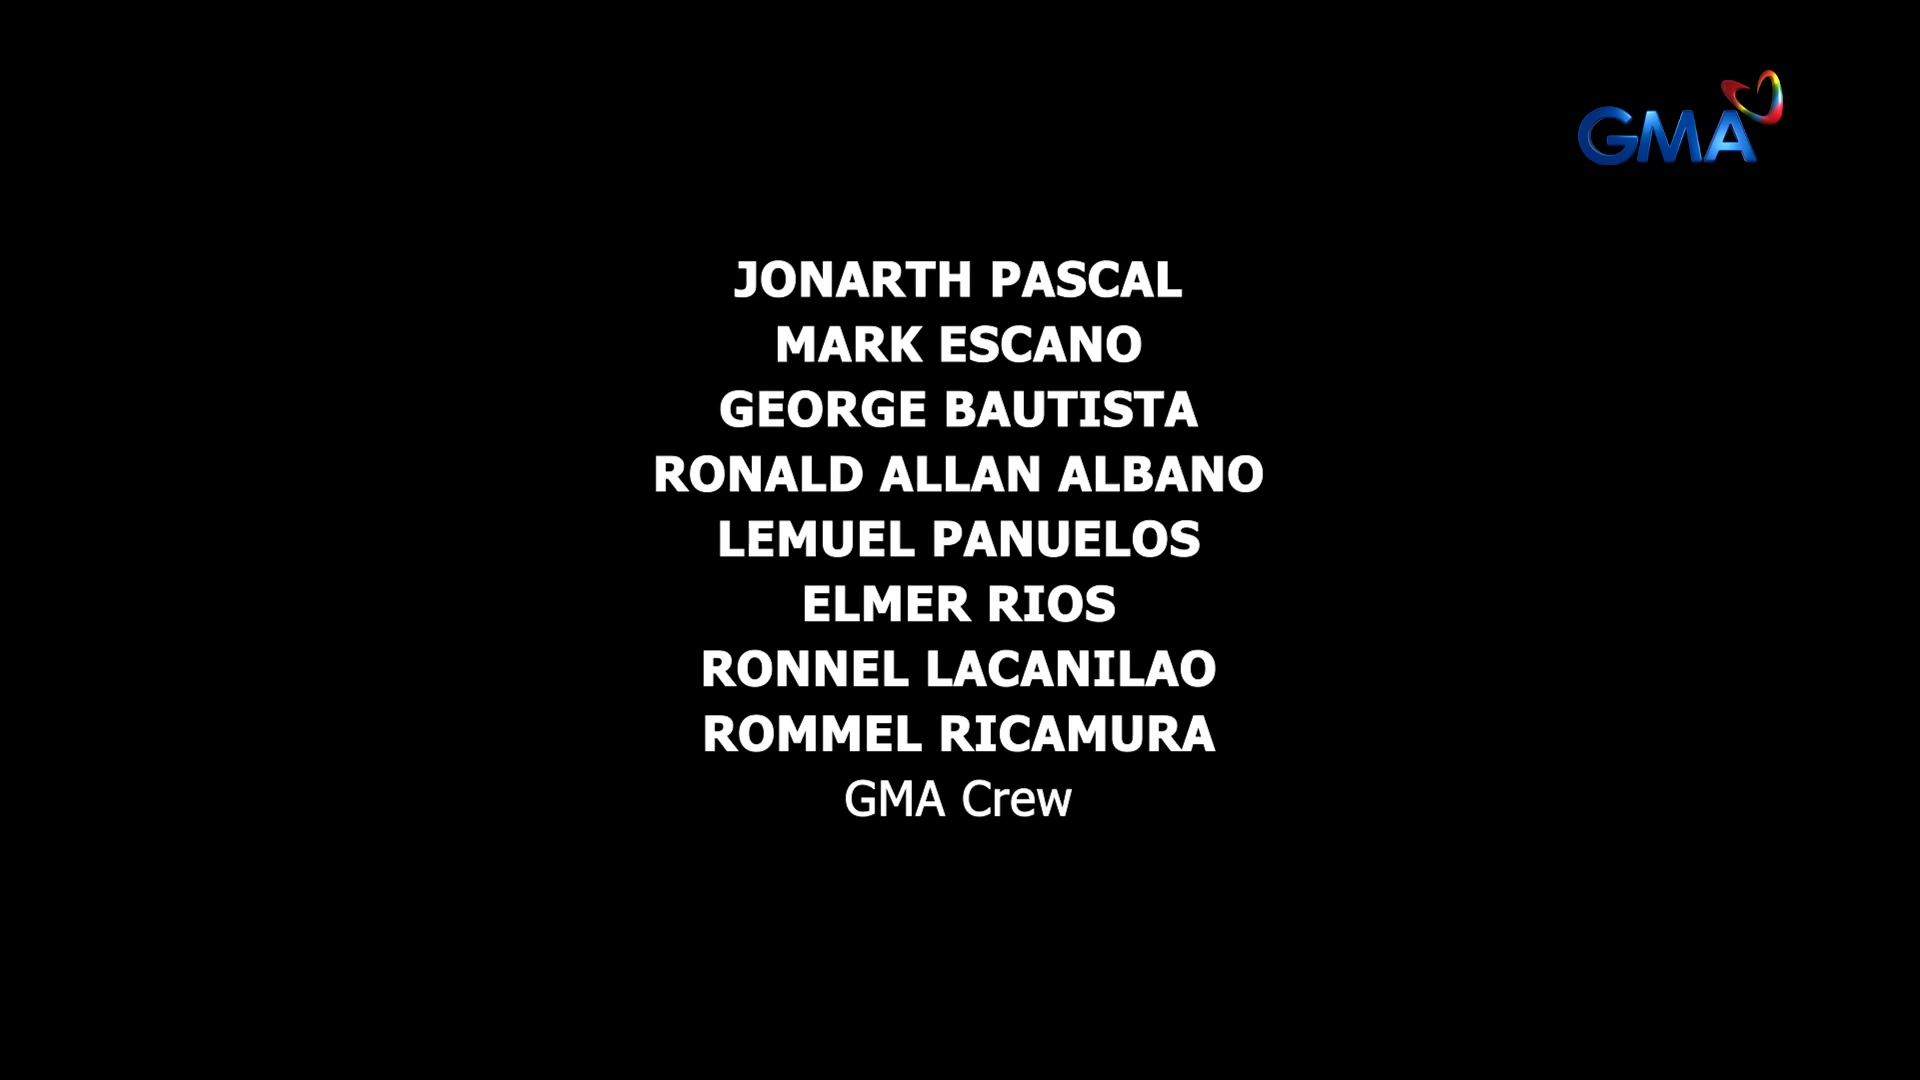 GMA
JONARTH PASCAL
MARK ESCANO
GEORGE BAUTISTA
RONALD ALLAN ALBANO
LEMUEL PANUELOS
ELMER RIOS
RONNEL LACANILAO
ROMMEL RICAMURA
GMA Crew